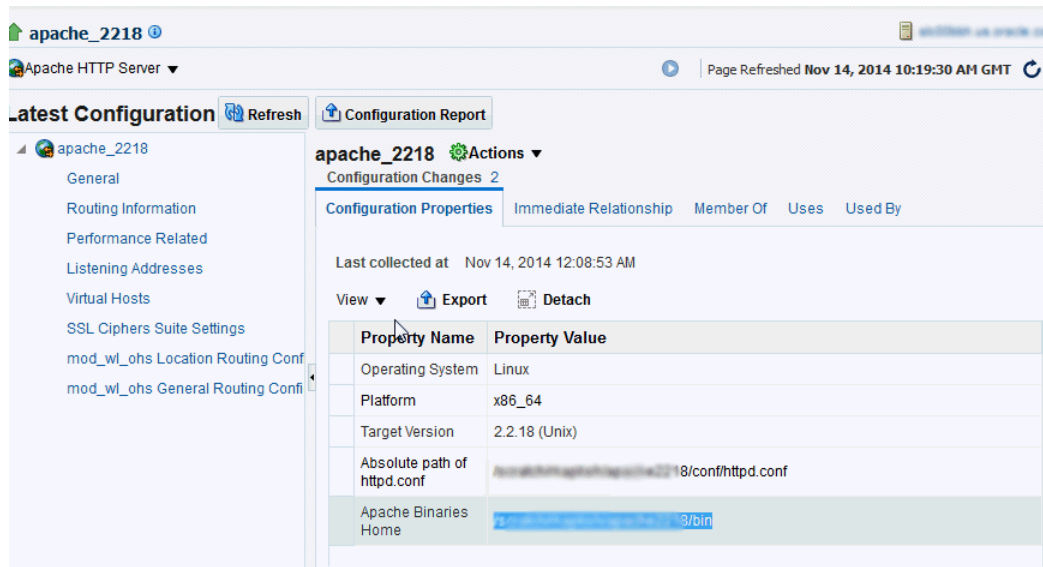 apache_2218
Apache HTTP Server
Page Refreshed Nov 14, 2014 10:19:30 AM GMT
Latest Configuration Refresh Configuration Report
apache_2218
General
Routing Information
Performance Related
Listening Addresses
Virtual Hosts
SSL Ciphers Suite Settings
mod_wl_ohs Location Routing Conf
mod_wl_ohs General Routing Confi
apache_2218 Actions
Configuration Changes 2
Configuration Properties Immediate Relationship Member Of Uses Used By
Last collected at Nov 14, 2014 12:08:53 AM
View Export Detach
Property Name Property Value
Operating System Linux
Platform x86_64
Target Version 2.2.18 (Unix)
Absolute path of
httpd.conf
8/conf/httpd.conf
Apache Binaries
Home
8/bin